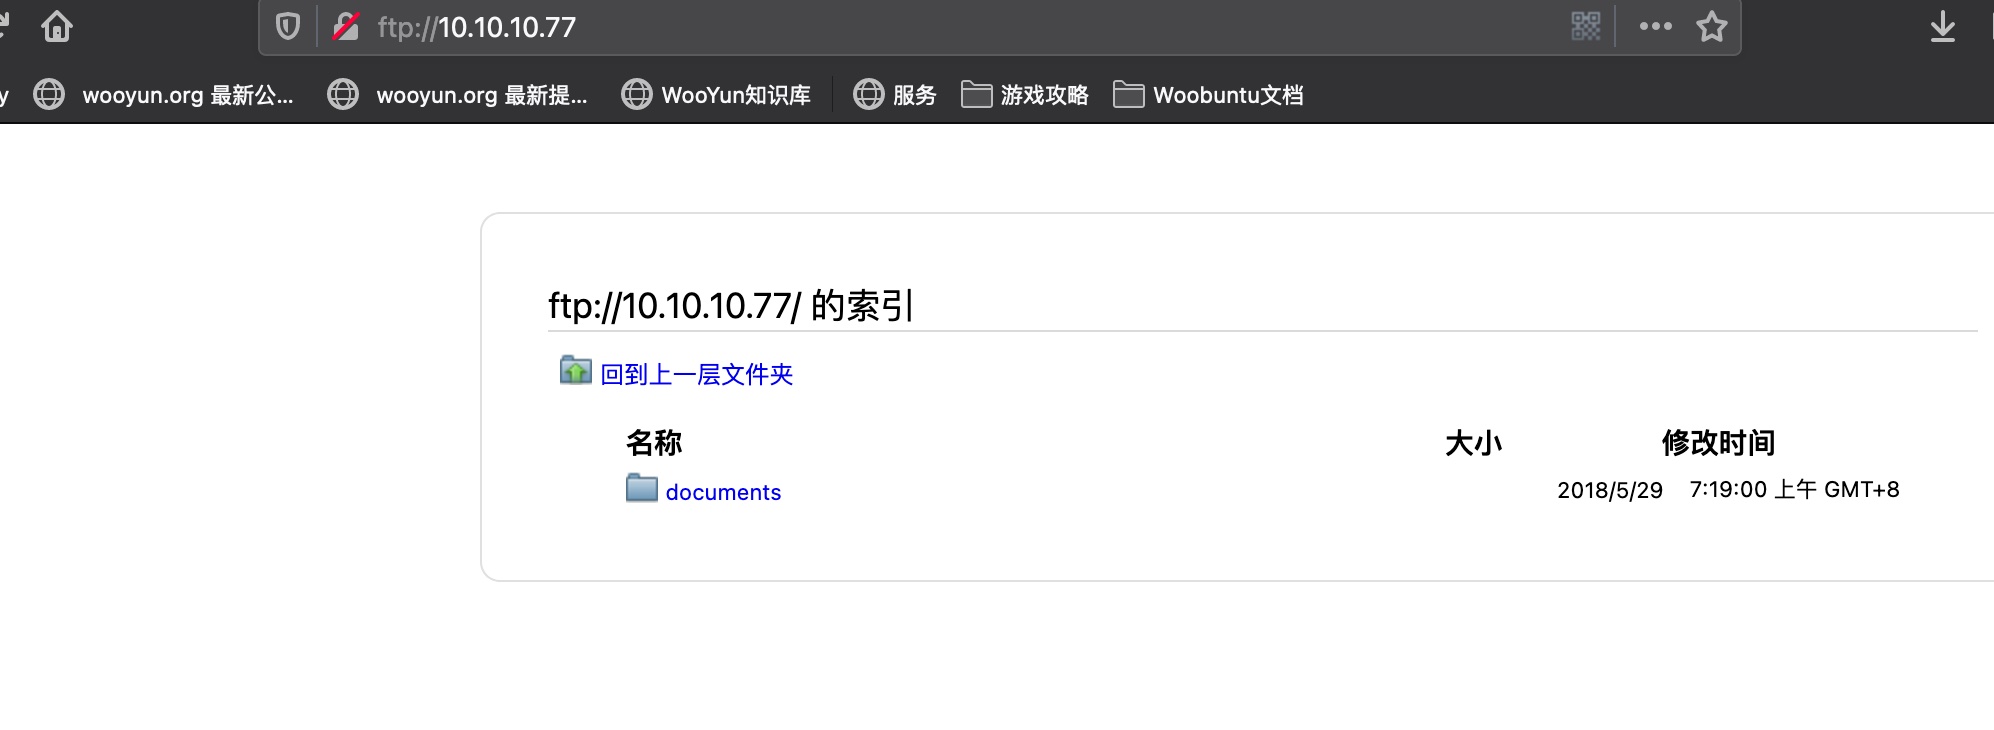 ftp://10.10.10.77
y wooyun.org 最新公... wooyun.org 最新提... WooYun知识库 服务 游戏攻略 Woobuntu文档
ftp://10.10.10.77/ 的索引
回到上一层文件夹
名称 大小 修改时间
documents 2018/5/29 7:19:00 上午 GMT+8